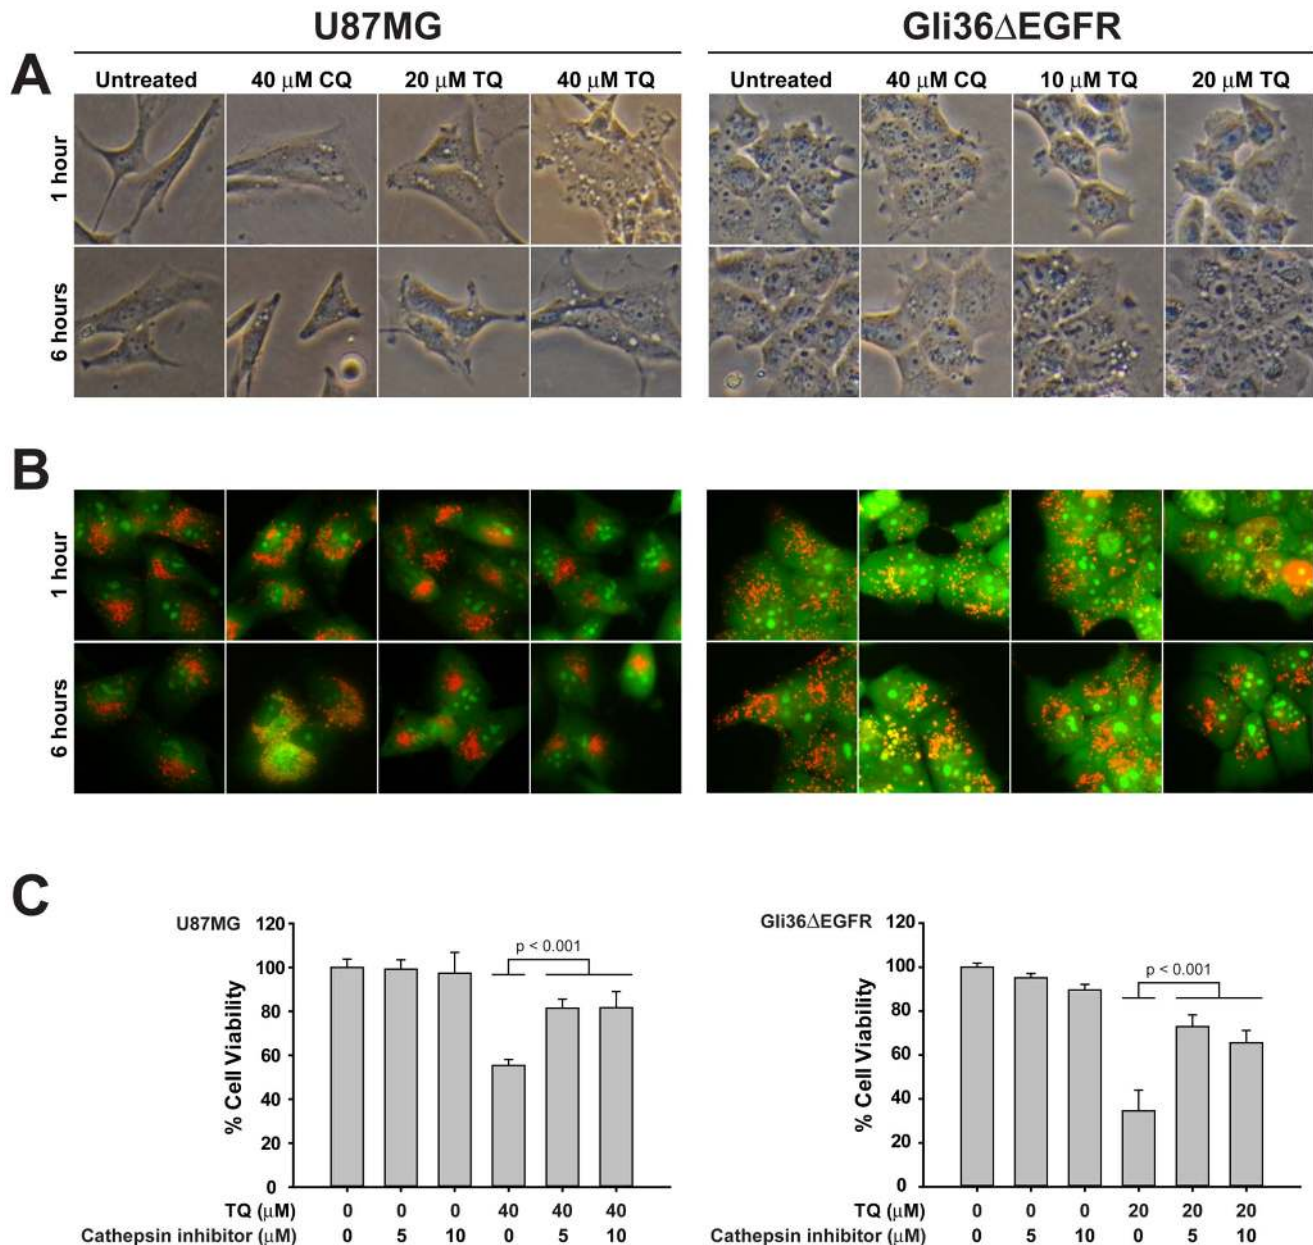 U87MG Gli36ΔEGFR
A
Untreated 40 μM CQ 20 μM TQ 40 μM TQ Untreated 40 μM CQ 10 μM TQ 20 μM TQ
1 hour
6 hours
B
1 hour
6 hours
C
U87MG
% Cell Viability
120
100
80
60
40
20
0
p < 0.001
TQ (μM) 0 0 0 40 40 40
Cathepsin inhibitor (μM) 0 5 10 0 5 10
Gli36ΔEGFR
% Cell Viability
120
100
80
60
40
20
0
p < 0.001
TQ (μM) 0 0 0 20 20 20
Cathepsin inhibitor (μM) 0 5 10 0 5 10